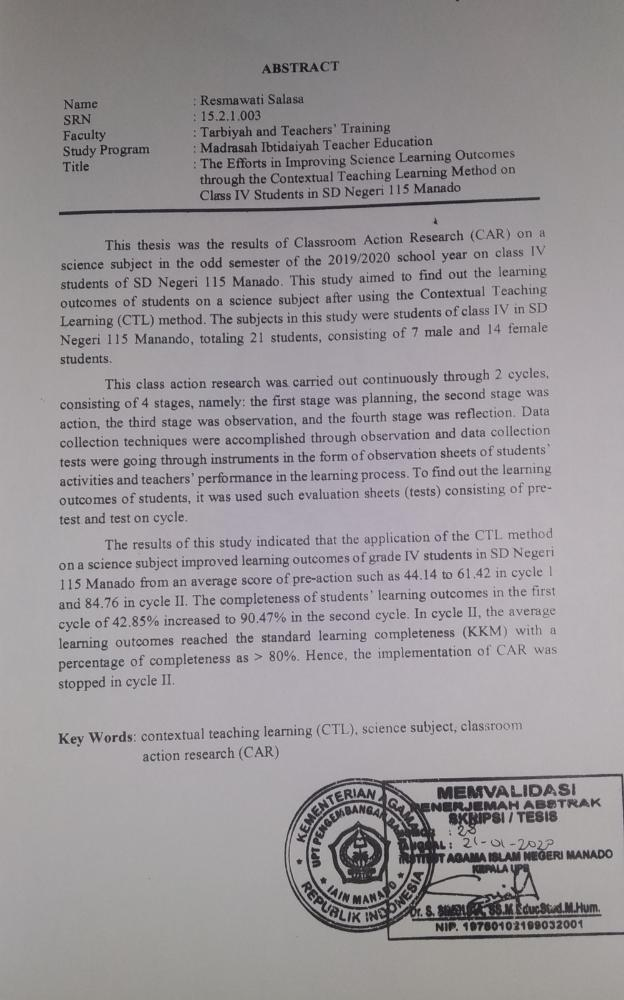 ABSTRACT
Name : Resmawati Salasa
SRN : 15.2.1.003
Faculty : Tarbiyah and Teachers' Training
Study Program : Madrasah Ibtidaiyah Teacher Education
Title : The Efforts in Improving Science Learning Outcomes
through the Contextual Teaching Learning Method on
Class IV Students in SD Negeri 115 Manado
This thesis was the results of Classroom Action Research (CAR) on a
science subject in the odd semester of the 2019/2020 school year on class IV
students of SD Negeri 115 Manado. This study aimed to find out the learning
outcomes of students on a science subject after using the Contextual Teaching
Learning (CTL) method. The subjects in this study were students of class IV in SD
Negeri 115 Manando, totaling 21 students, consisting of 7 male and 14 female
students.
This class action research was carried out continuously through 2 cycles,
consisting of 4 stages, namely: the first stage was planning, the second stage was
action, the third stage was observation, and the fourth stage was reflection. Data
collection techniques were accomplished through observation and data collection
tests were going through instruments in the form of observation sheets of students'
activities and teachers' performance in the learning process. To find out the learning
outcomes of students, it was used such evaluation sheets (tests) consisting of pre-
test and test on cycle.
The results of this study indicated that the application of the CTL method
on a science subject improved learning outcomes of grade IV students in SD Negeri
115 Manado from an average score of pre-action such as 44.14 to 61.42 in cycle I
and 84.76 in cycle II. The completeness of students' learning outcomes in the first
cycle of 42.85% increased to 90.47% in the second cycle. In cycle II, the average
learning outcomes reached the standard learning completeness (KKM) with a
percentage of completeness as > 80%. Hence, the implementation of CAR was
stopped in cycle II.
Key Words: contextual teaching learning (CTL), science subject, classroom
action research (CAR)
KEMENTERIAN AGAMA
UPT PENGEMBANGAN
IAIN MANADO
REPUBLIK INDONESIA
MEMVALIDASI
PENERJEMAH ABSTRAK
SKRIPSI / TESIS
: 28
: 21-01-2020
INSTITUT AGAMA ISLAM NEGERI MANADO
KEPALA UPB
Dr. S. SS.M.EducStud.M.Hum.
NIP. 19760102199032001